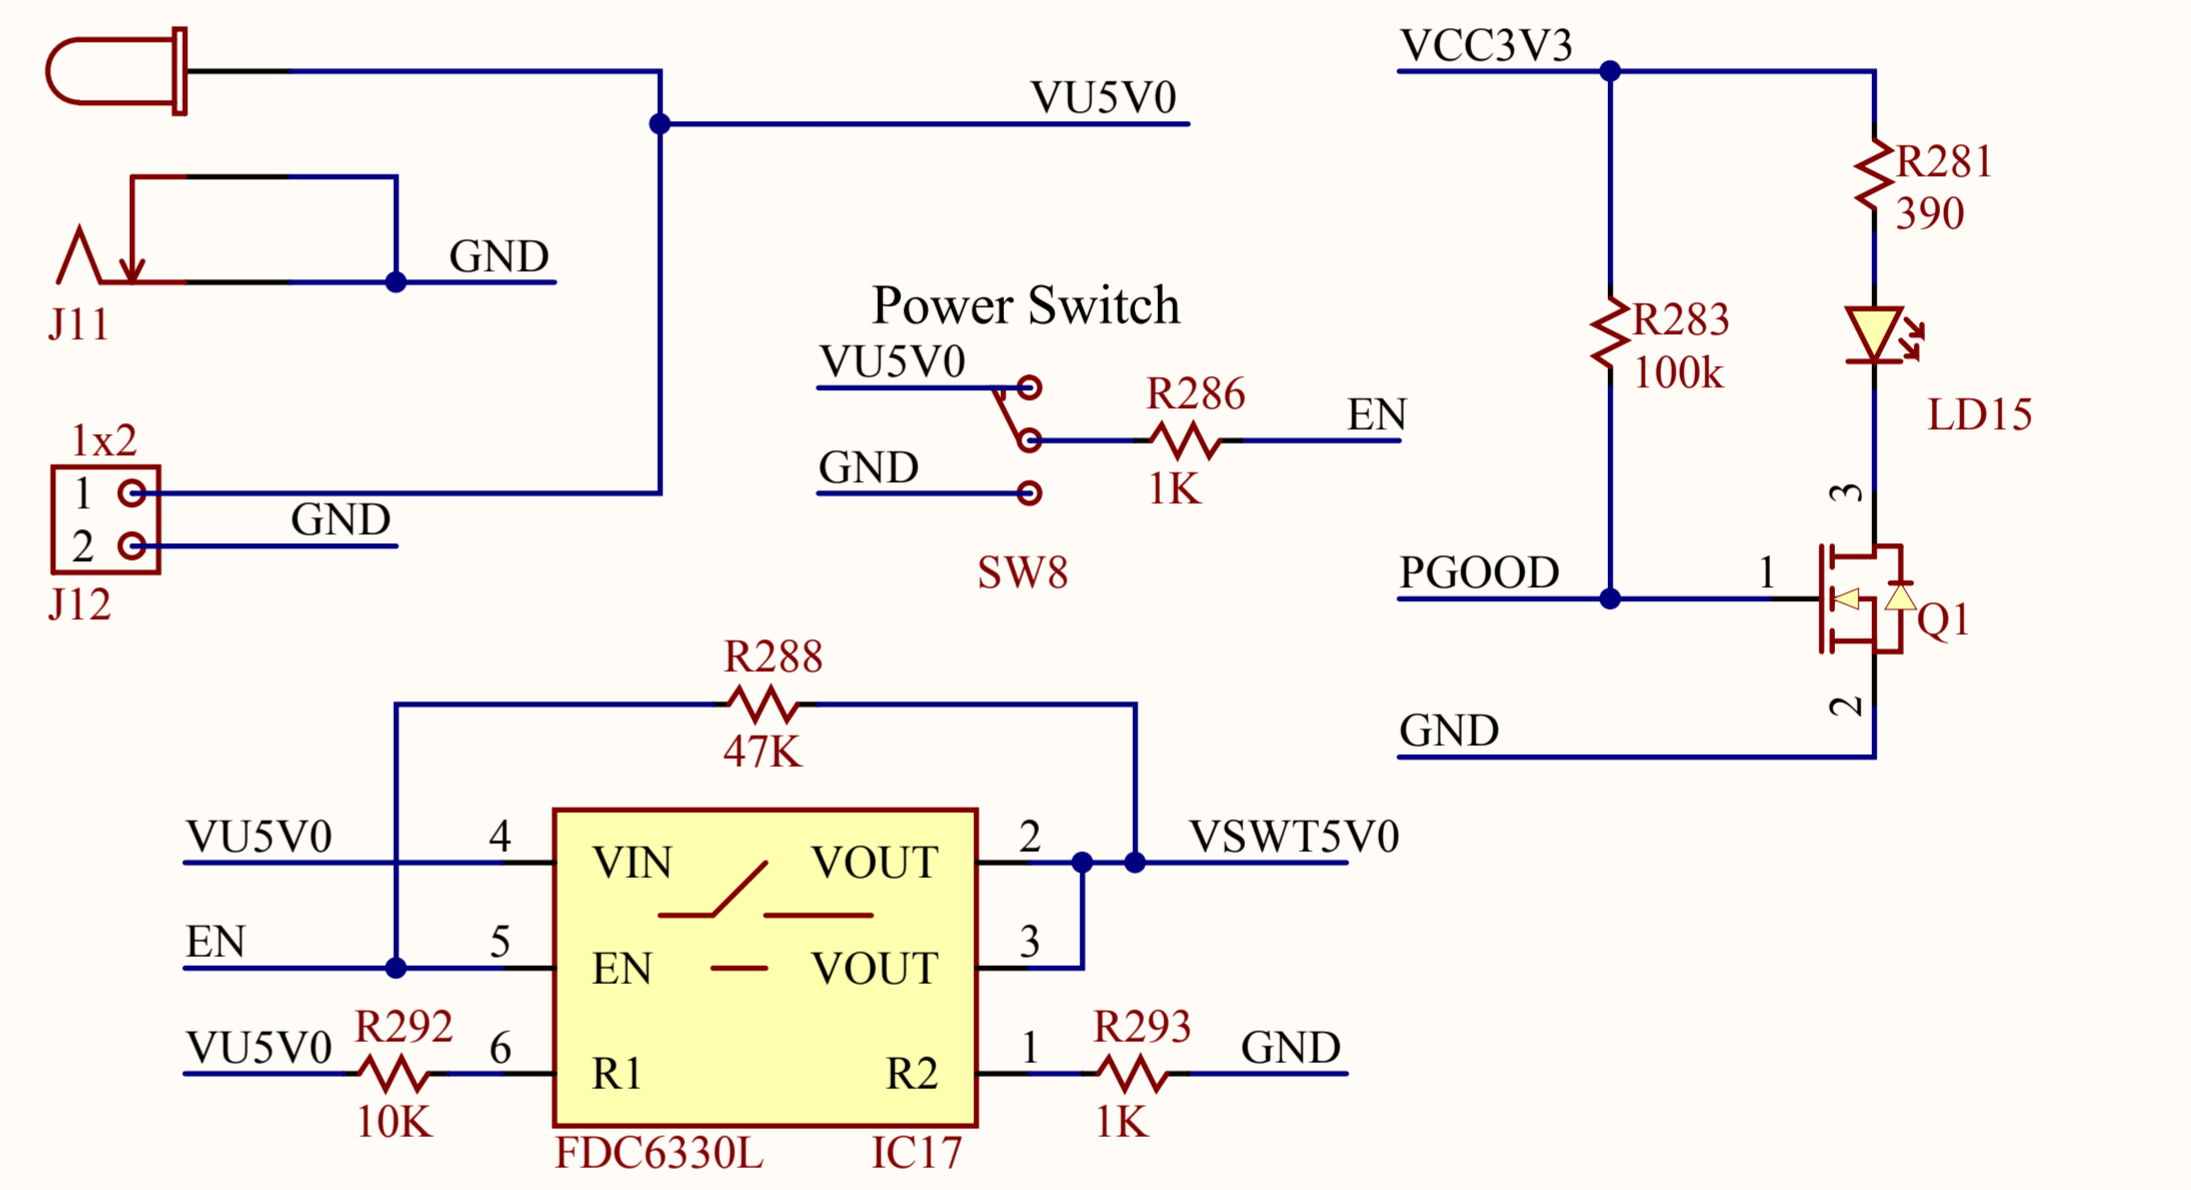 VCC3V3
VU5V0
R281
390
GND
J11
Power Switch
VU5V0
R286
EN
GND
1K
SW8
R283
100k
LD15
1x2
1
2
GND
J12
3
PGOOD
1
Q1
2
GND
R288
47K
VU5V0
4
VIN
VOUT
2
VSWT5V0
EN
5
EN
VOUT
3
VU5V0
R292
10K
6
R1
R2
1
R293
1K
GND
FDC6330L
IC17